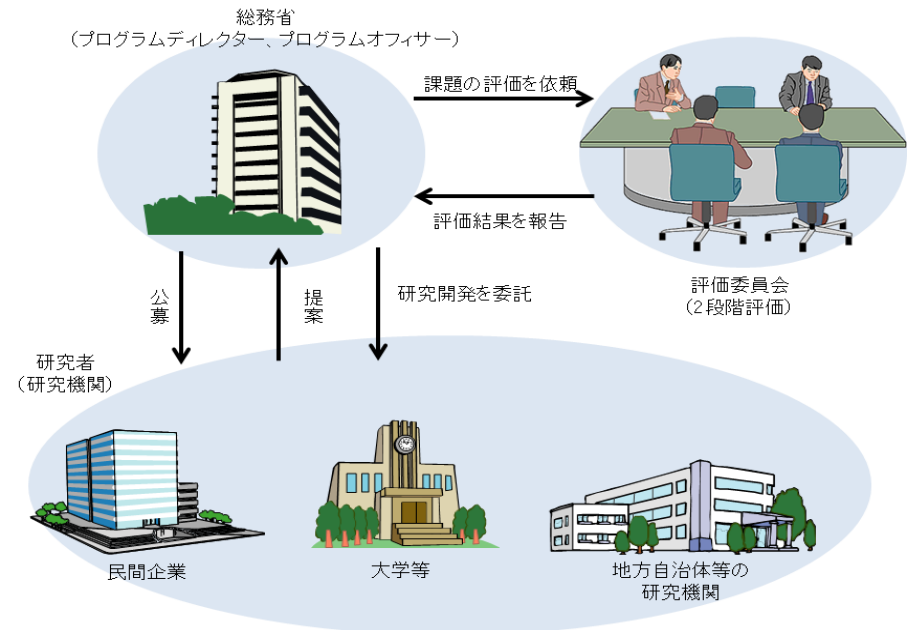 総務省
（プログラムディレクター、プログラムオフィサー）
課題の評価を依頼
評価結果を報告
評価委員会
（２段階評価）
公募
提案
研究開発を委託
研究者
（研究機関）
民間企業
大学等
地方自治体等の
研究機関